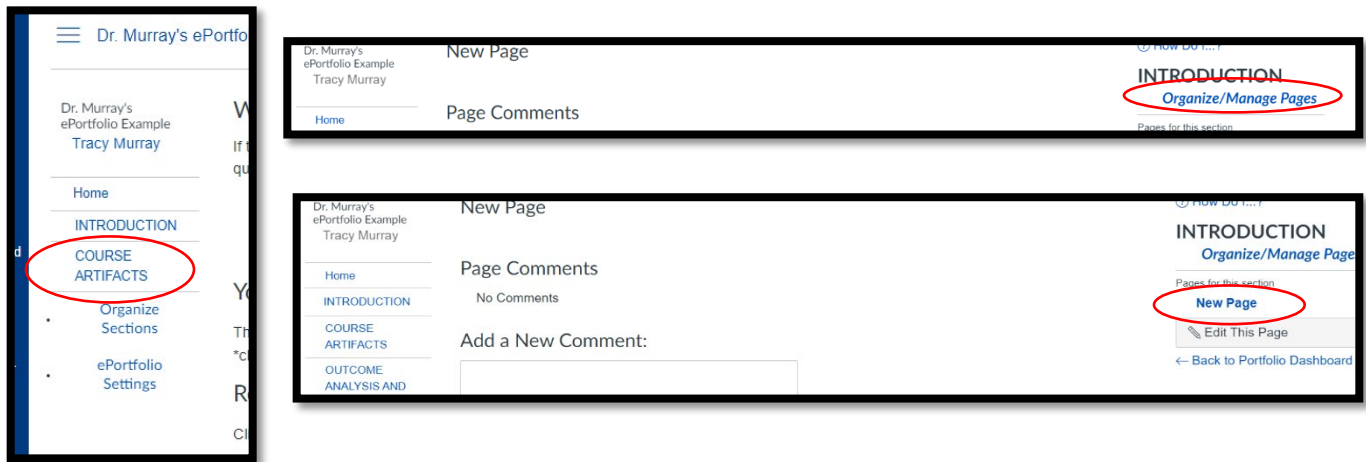 Dr. Murray's ePortfo
Dr. Murray's
ePortfolio Example
Tracy Murray
W
If t
qu
Home
INTRODUCTION
COURSE
ARTIFACTS
d
Organize
Sections
ePortfolio
Settings
Yo
Th
*cl
R
Cli
Dr. Murray's
ePortfolio Example
Tracy Murray
Home
New Page
Page Comments
How Do I...?
INTRODUCTION
Organize/Manage Pages
Pages for this section
Dr. Murray's
ePortfolio Example
Tracy Murray
Home
INTRODUCTION
COURSE
ARTIFACTS
OUTCOME
ANALYSIS AND
New Page
Page Comments
No Comments
Add a New Comment:
How Do I...?
INTRODUCTION
Organize/Manage Page
Pages for this section
New Page
Edit This Page
← Back to Portfolio Dashboard